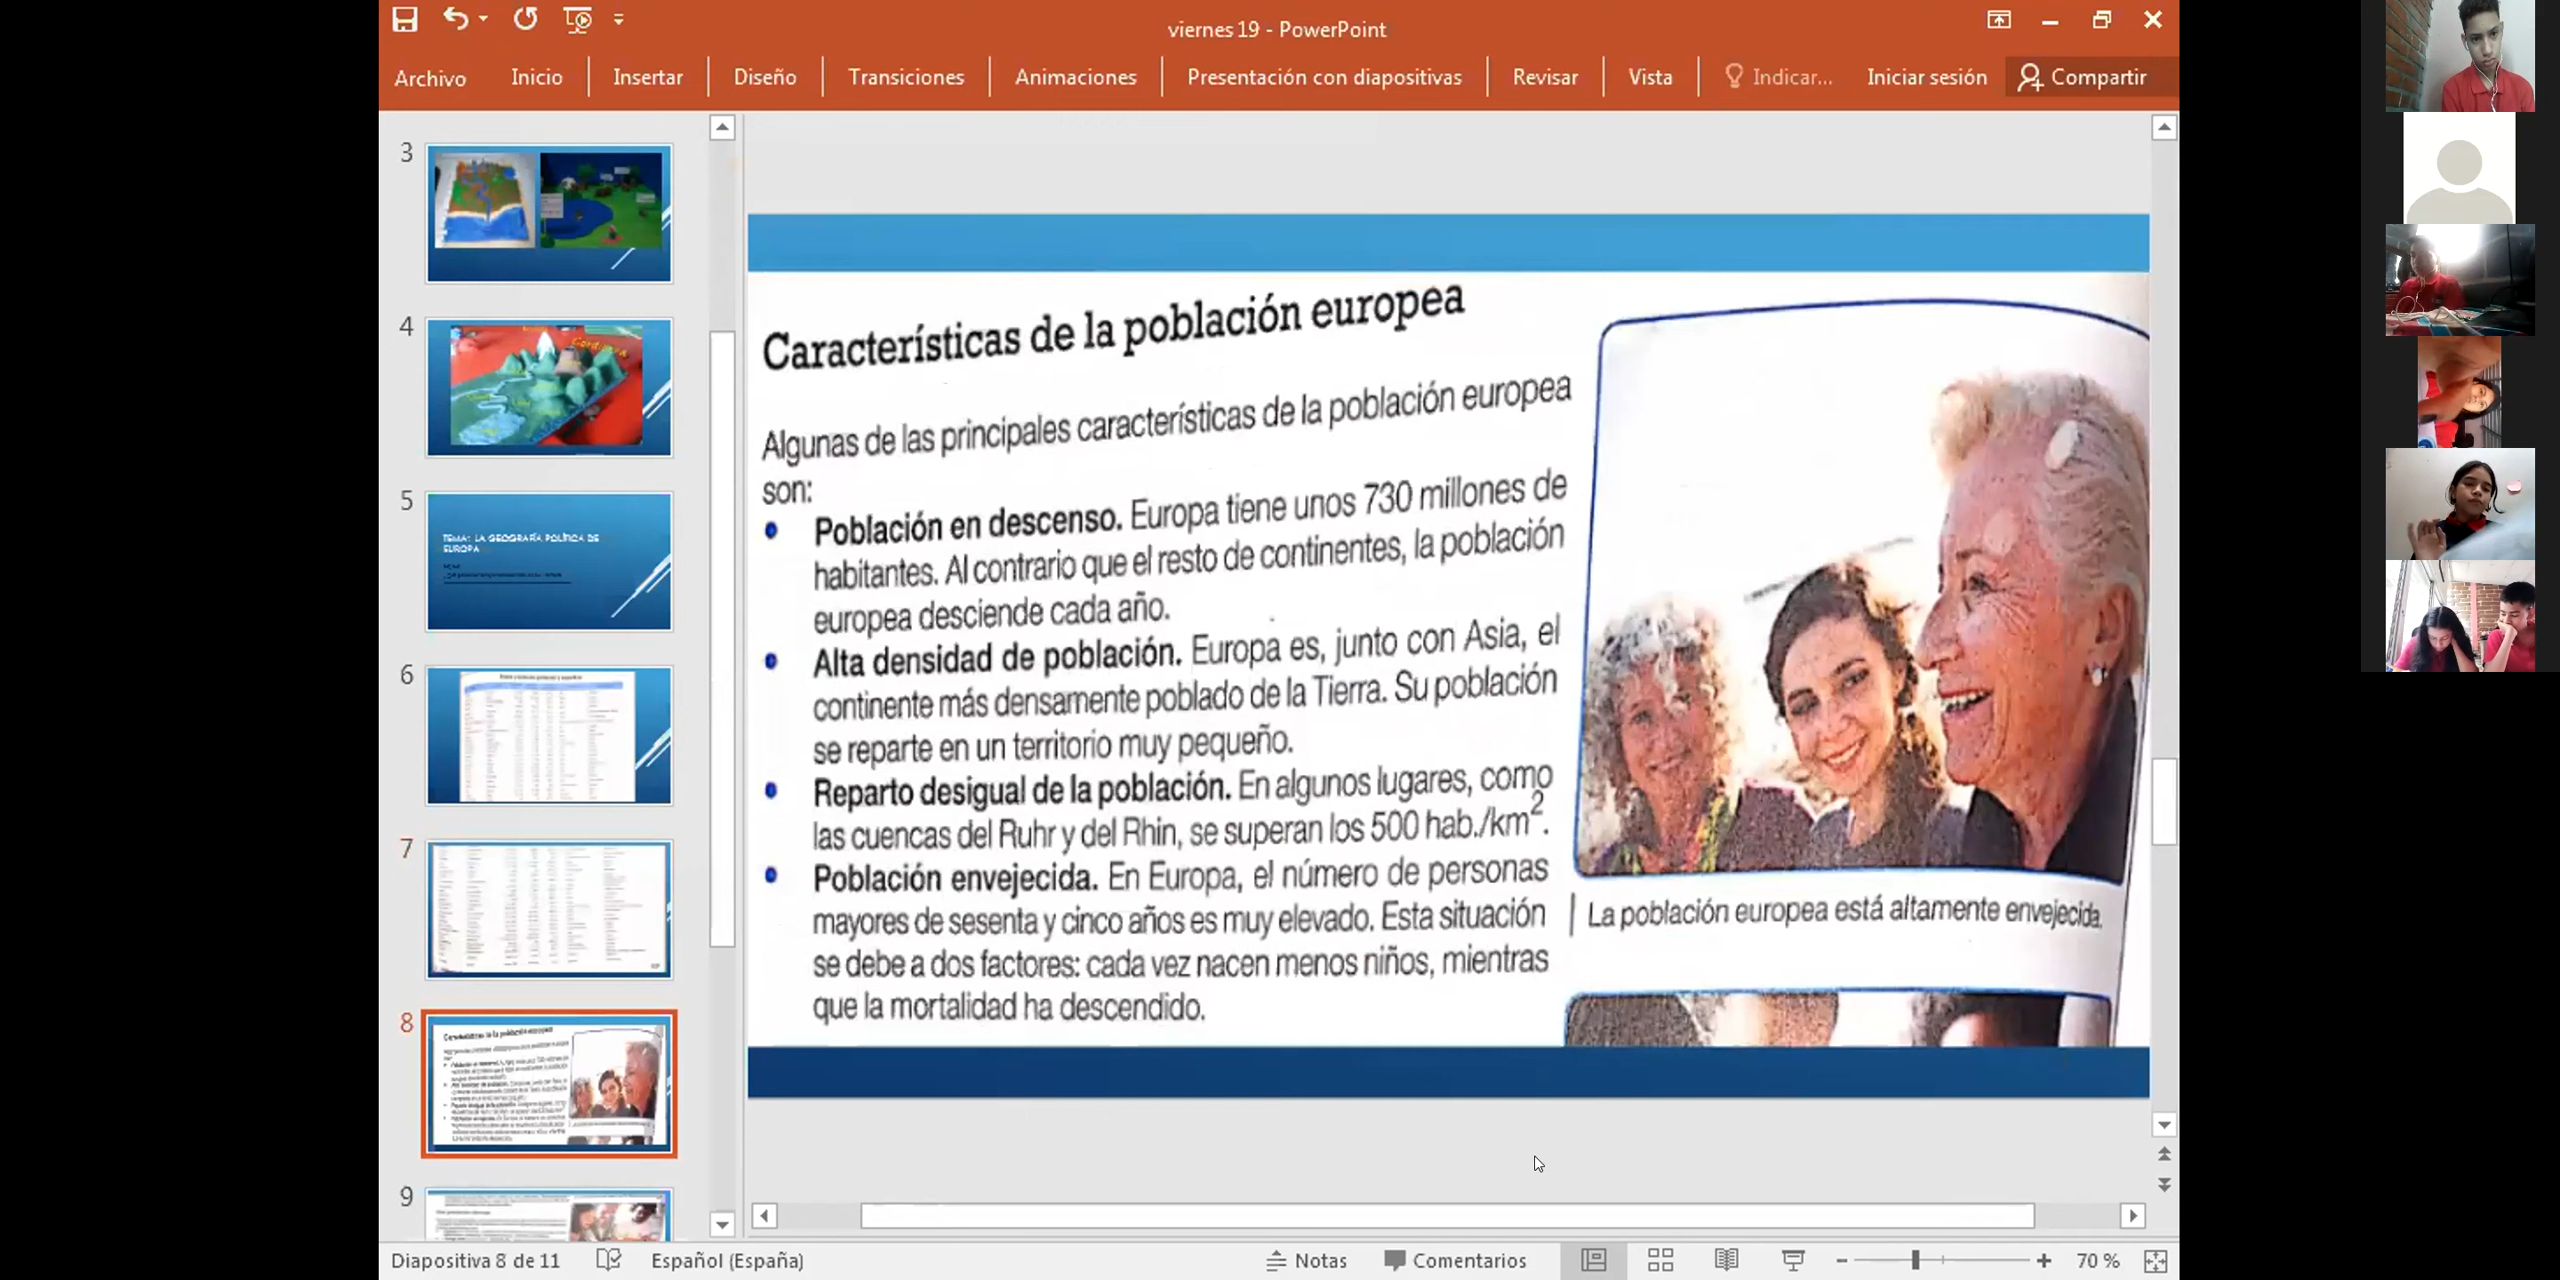 viernes 19 - PowerPoint
Archivo Inicio Insertar Diseño Transiciones Animaciones Presentación con diapositivas Revisar Vista Indicar... Iniciar sesión Compartir
3
4
Cordillera
5
TEMA: LA GEOGRAFÍA POLÍTICA DE
EUROPA
6
7
8
9
Características de la población europea
Algunas de las principales características de la población europea
son:
• Población en descenso. Europa tiene unos 730 millones de
habitantes. Al contrario que el resto de continentes, la población
europea desciende cada año.
• Alta densidad de población. Europa es, junto con Asia, el
continente más densamente poblado de la Tierra. Su población
se reparte en un territorio muy pequeño.
• Reparto desigual de la población. En algunos lugares, como
las cuencas del Ruhr y del Rhin, se superan los 500 hab./km².
• Población envejecida. En Europa, el número de personas
mayores de sesenta y cinco años es muy elevado. Esta situación
se debe a dos factores: cada vez nacen menos niños, mientras
que la mortalidad ha descendido.
La población europea está altamente envejecida.
Diapositiva 8 de 11 Español (España) Notas Comentarios 70 %